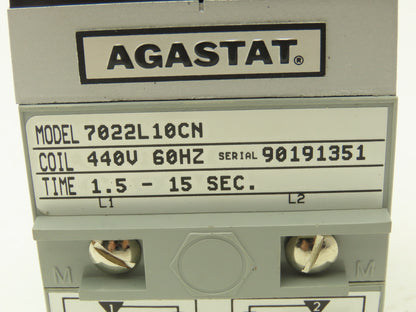 AGASTAT®
MODEL 7022L10CN
COIL 440V 60HZ SERIAL 90191351
TIME 1.5 - 15 SEC.
L1 L2
M M
1 2